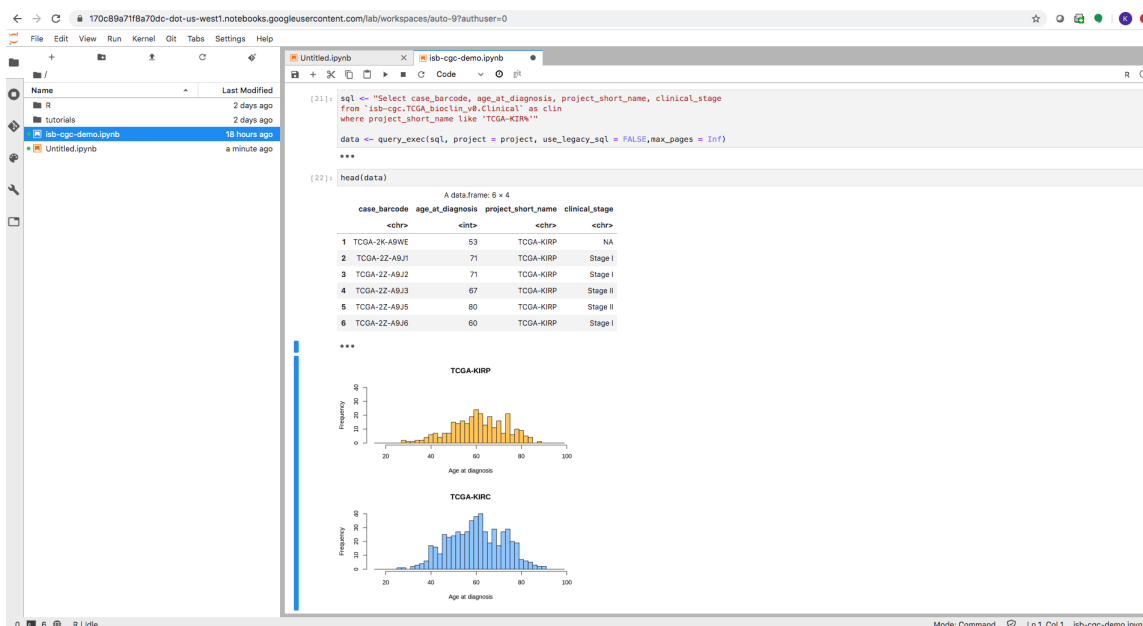 170c89a71f8a70dc-dot-us-west1.notebooks.googleusercontent.com/lab/workspaces/auto-9?authuser=0
K
File Edit View Run Kernel Git Tabs Settings Help
/
Name Last Modified
R 2 days ago
tutorials 2 days ago
isb-cgc-demo.ipynb 18 hours ago
Untitled.ipynb a minute ago
Untitled.ipynb isb-cgc-demo.ipynb
Code git R
[21]: sql <- "Select case_barcode, age_at_diagnosis, project_short_name, clinical_stage
from `isb-cgc.TCGA_bioclin_v0.Clinical` as clin
where project_short_name like 'TCGA-KIR%'"
data <- query_exec(sql, project = project, use_legacy_sql = FALSE,max_pages = Inf)
[22]: head(data)
A data.frame: 6 × 4
case_barcode age_at_diagnosis project_short_name clinical_stage
<chr> <int> <chr> <chr>
1 TCGA-2K-A9WE 53 TCGA-KIRP NA
2 TCGA-2Z-A9J1 71 TCGA-KIRP Stage I
3 TCGA-2Z-A9J2 71 TCGA-KIRP Stage I
4 TCGA-2Z-A9J3 67 TCGA-KIRP Stage II
5 TCGA-2Z-A9J5 80 TCGA-KIRP Stage II
6 TCGA-2Z-A9J6 60 TCGA-KIRP Stage I
TCGA-KIRP
Frequency
0 10 20 30 40
20 40 60 80 100
Age at diagnosis
TCGA-KIRC
Frequency
0 10 20 30 40
20 40 60 80 100
Age at diagnosis
0 6 R | Idle Mode: Command Ln 1, Col 1 isb-cgc-demo.ipynb